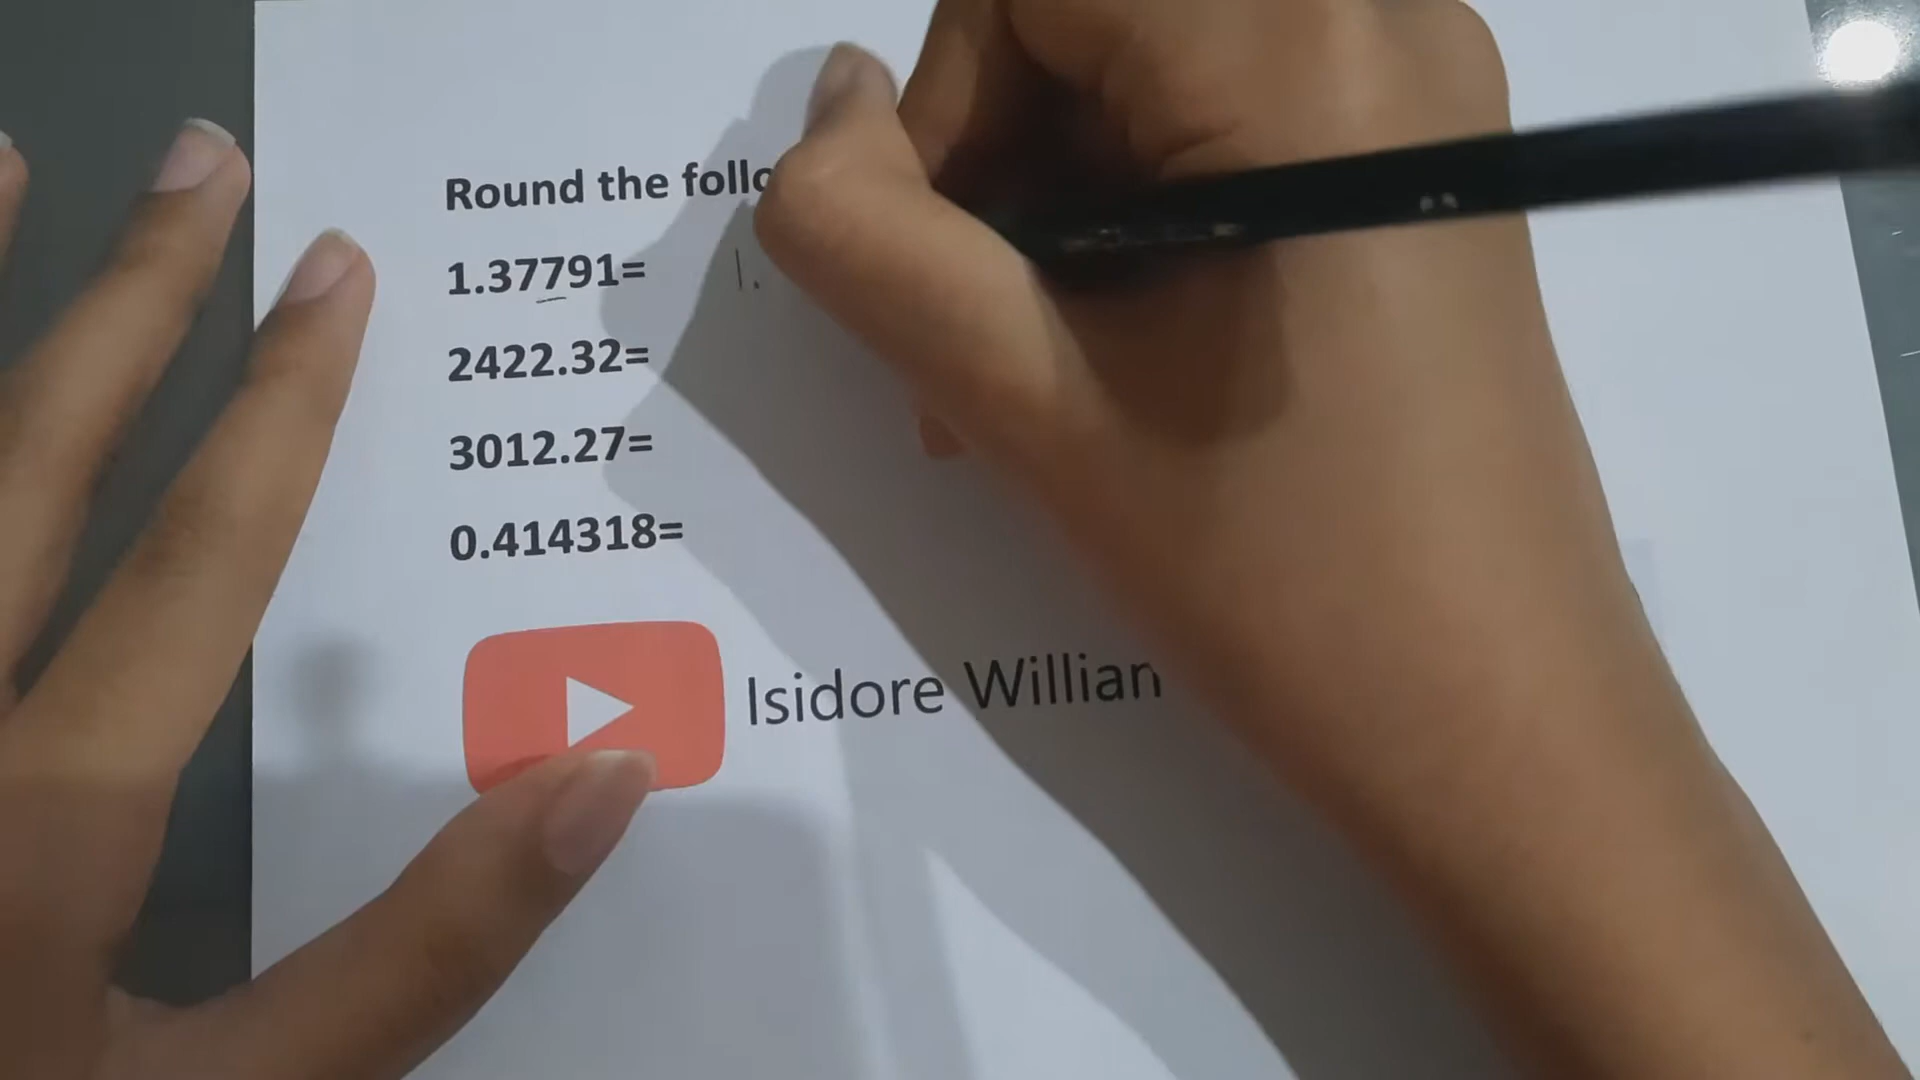 Round the follo
1.37791= 1.
2422.32=
3012.27=
0.414318=
Isidore Willian